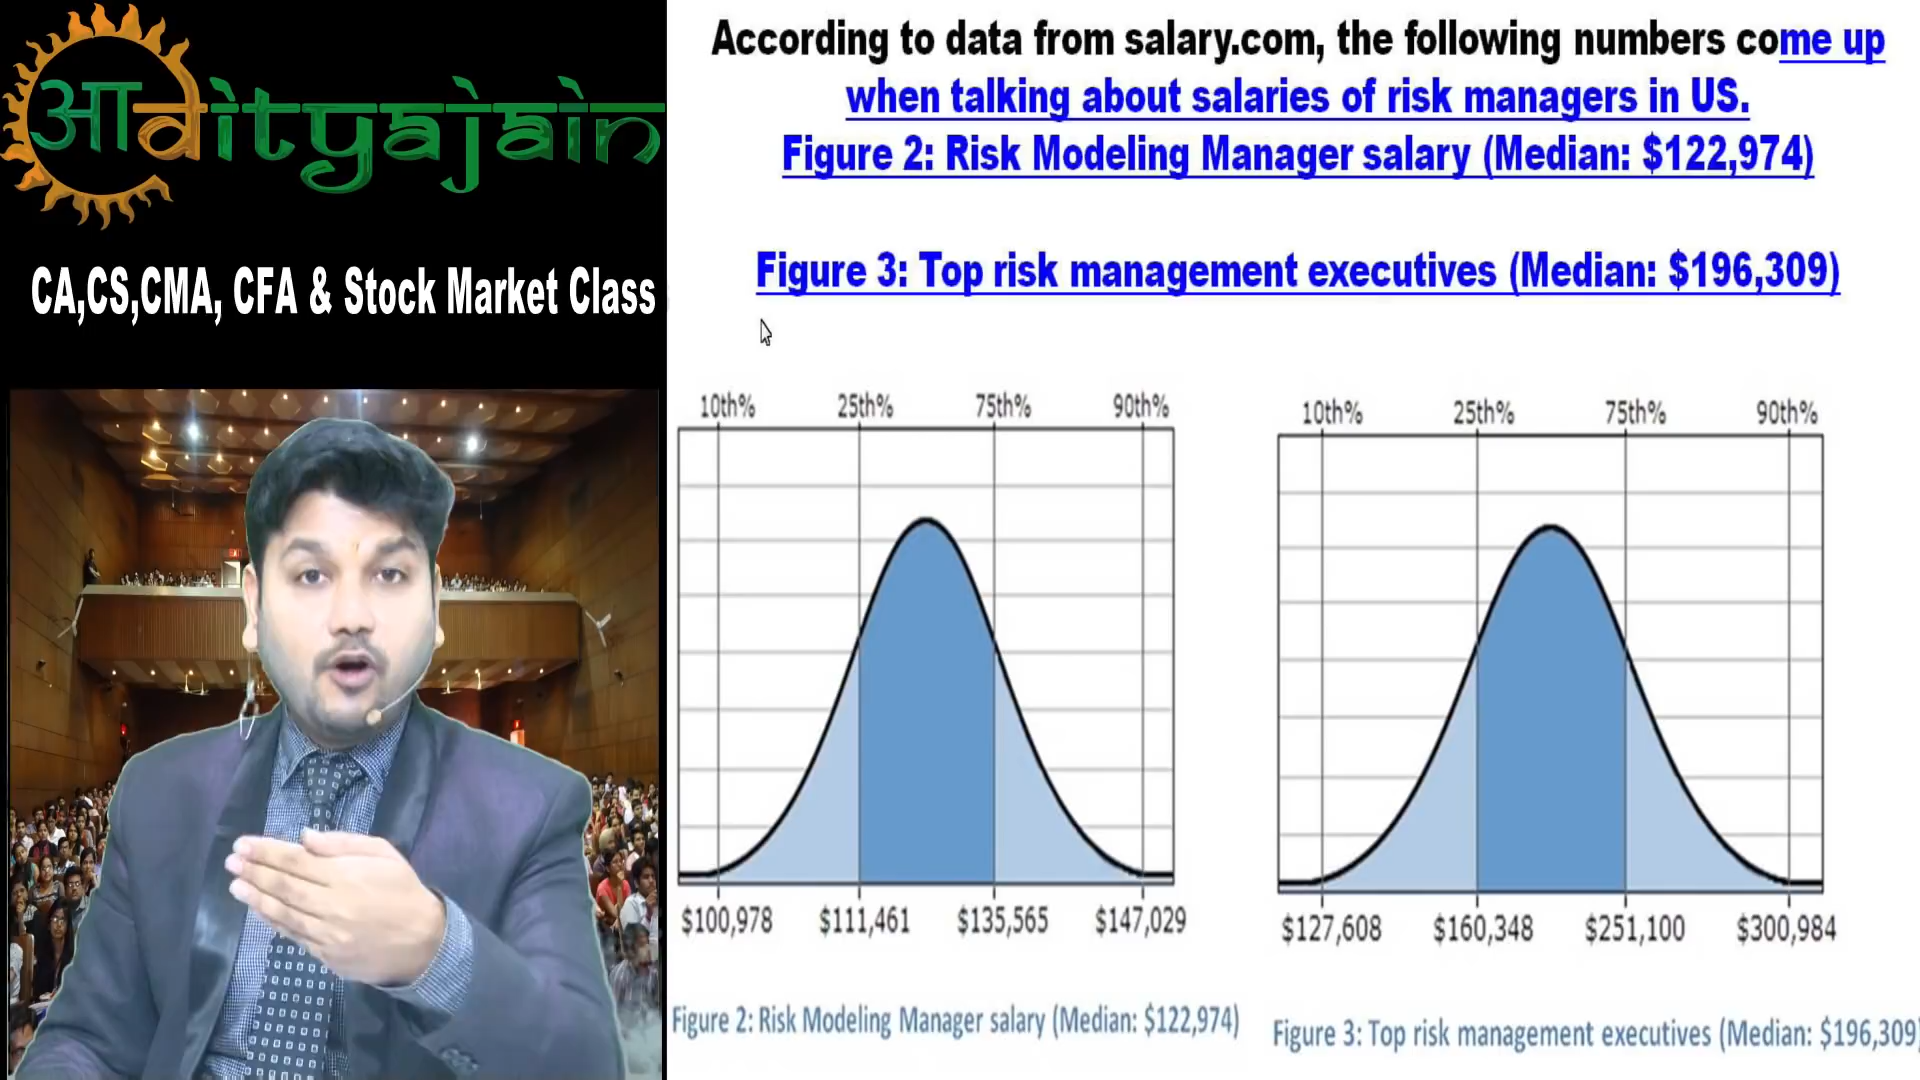 आdityajain
CA,CS,CMA, CFA & Stock Market Class
According to data from salary.com, the following numbers come up
when talking about salaries of risk managers in US.
Figure 2: Risk Modeling Manager salary (Median: $122,974)
Figure 3: Top risk management executives (Median: $196,309)
10th% 25th% 75th% 90th%
$100,978 $111,461 $135,565 $147,029
Figure 2: Risk Modeling Manager salary (Median: $122,974)
10th% 25th% 75th% 90th%
$127,608 $160,348 $251,100 $300,984
Figure 3: Top risk management executives (Median: $196,309)